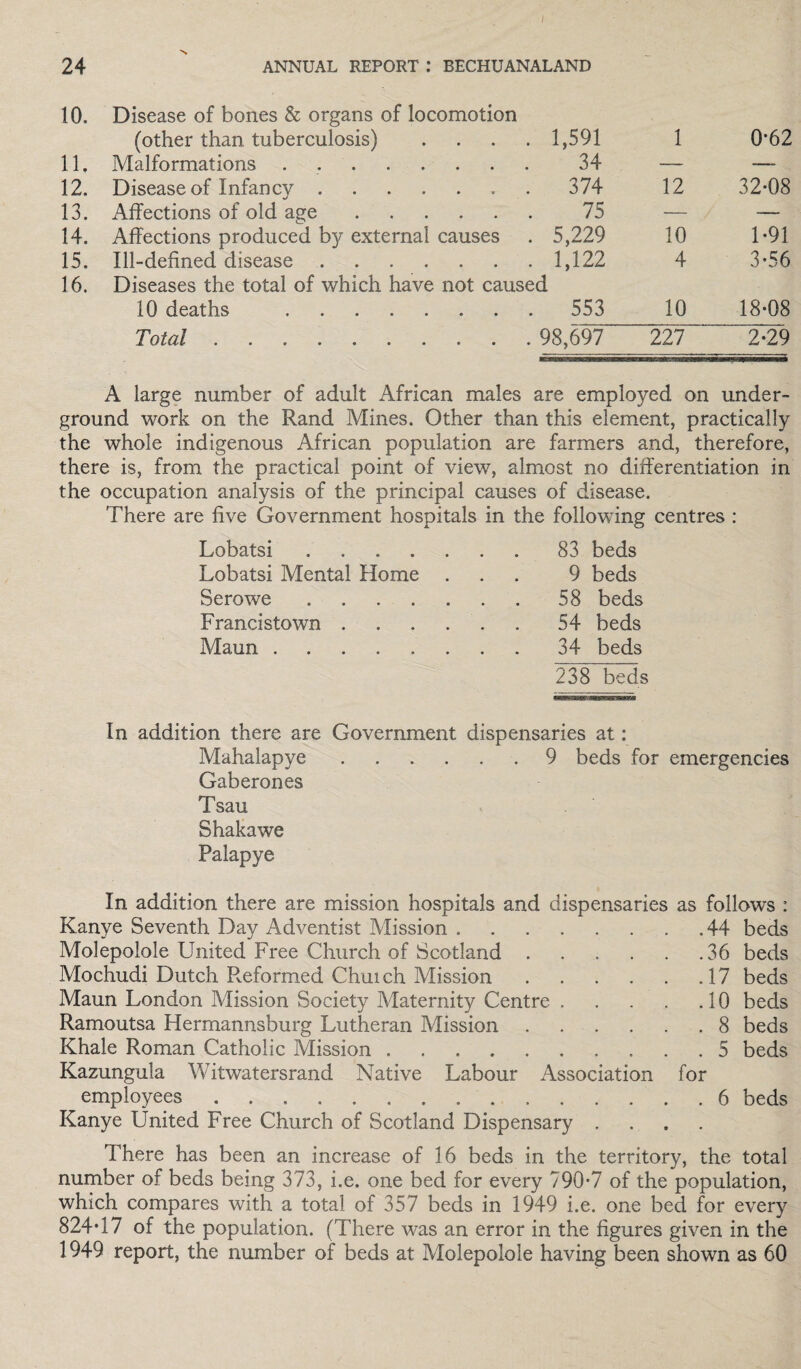 24 ANNUAL REPORT : BECHUANALAND
10. Disease of bones & organs of locomotion
(other than tuberculosis) . . . . 1,591 1 0·62
11. Malformations . . . . . . . . 34 — —
12. Disease of Infancy . . . . . . . 374 12 32·08
13. Affections of old age . . . . . . 75 — —
14. Affections produced by external causes . 5,229 10 1·91
15. Ill-defined disease . . . . . . . 1,122 4 3·56
16. Diseases the total of which have not caused
10 deaths . . . . . . . . 553 10 18·08
Total . . . . . . . . . . 98,697 227 2·29
A large number of adult African males are employed on under-
ground work on the Rand Mines. Other than this element, practically
the whole indigenous African population are farmers and, therefore,
there is, from the practical point of view, almost no differentiation in
the occupation analysis of the principal causes of disease.
There are five Government hospitals in the following centres :
Lobatsi . . . . . . . 83 beds
Lobatsi Mental Home . . . 9 beds
Serowe . . . . . . . 58 beds
Francistown . . . . . . 54 beds
Maun . . . . . . . . 34 beds
238 beds
In addition there are Government dispensaries at :
Mahalapye . . . . . . 9 beds for emergencies
Gaberones
Tsau
Shakawe
Palapye
In addition there are mission hospitals and dispensaries as follows :
Kanye Seventh Day Adventist Mission . . . . . . . . 44 beds
Molepolole United Free Church of Scotland . . . . . . 36 beds
Mochudi Dutch Reformed Church Mission . . . . . . 17 beds
Maun London Mission Society Maternity Centre . . . . . 10 beds
Ramoutsa Hermannsburg Lutheran Mission . . . . . . 8 beds
Khale Roman Catholic Mission . . . . . . . . . . 5 beds
Kazungula Witwatersrand Native Labour Association for
employees . . . . . . . . . . . . . . . 6 beds
Kanye United Free Church of Scotland Dispensary . . . .
There has been an increase of 16 beds in the territory, the total
number of beds being 373, i.e. one bed for every 790·7 of the population,
which compares with a total of 357 beds in 1949 i.e. one bed for every
824·17 of the population. (There was an error in the figures given in the
1949 report, the number of beds at Molepolole having been shown as 60